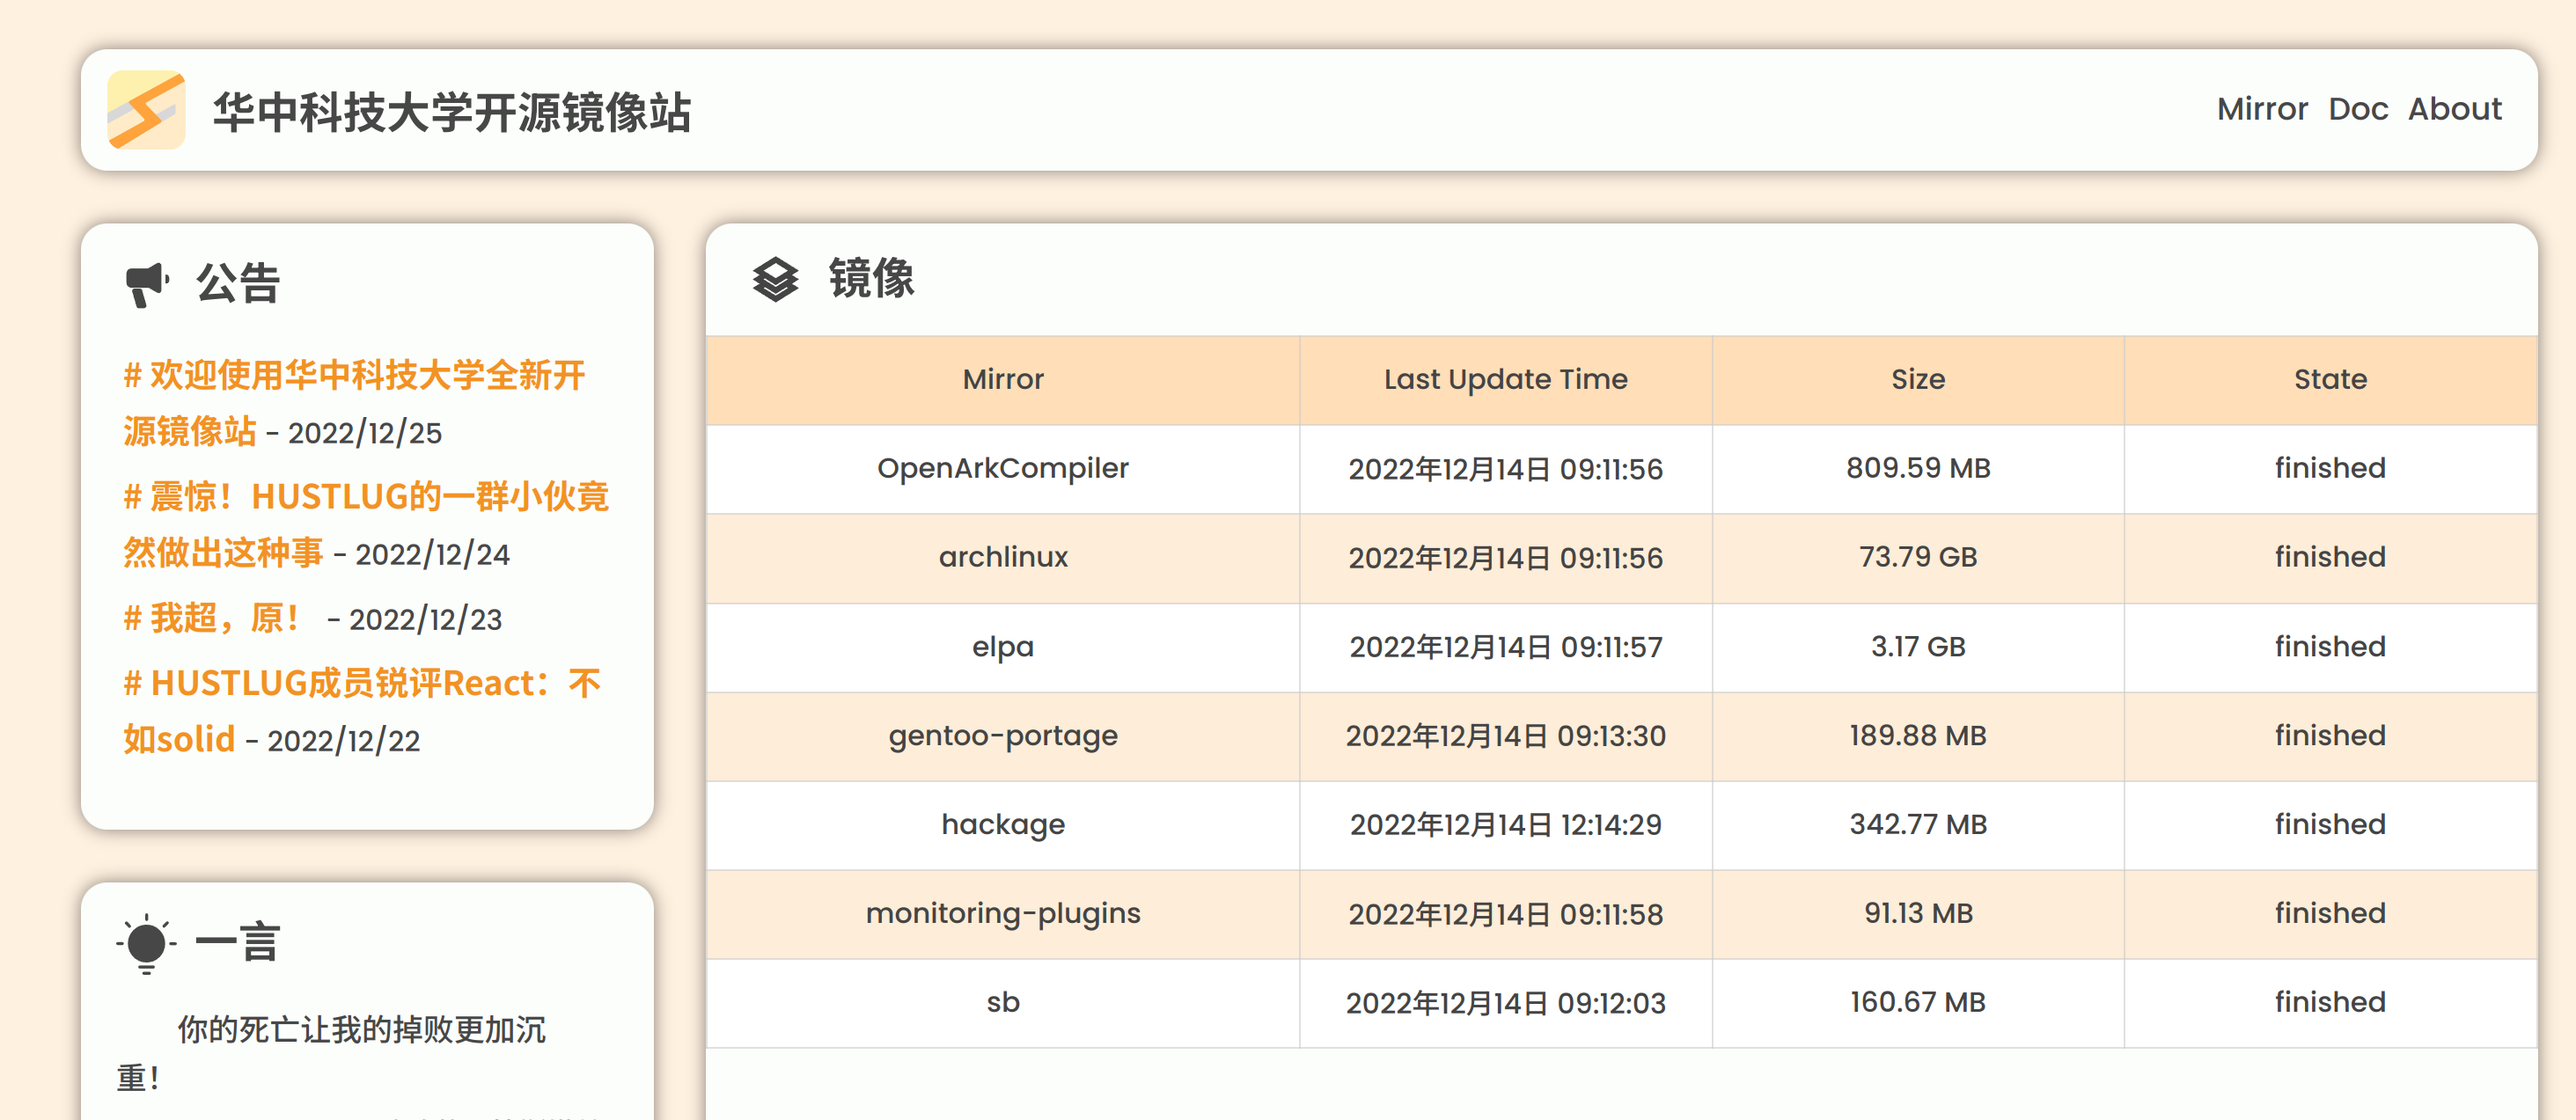 华中科技大学开源镜像站
Mirror Doc About
公告
# 欢迎使用华中科技大学全新开
源镜像站 - 2022/12/25
# 震惊！HUSTLUG的一群小伙竟
然做出这种事 - 2022/12/24
# 我超，原！ - 2022/12/23
# HUSTLUG成员锐评React：不
如solid - 2022/12/22
一言
你的死亡让我的掉败更加沉
重！
镜像
Mirror Last Update Time Size State
OpenArkCompiler 2022年12月14日 09:11:56 809.59 MB finished
archlinux 2022年12月14日 09:11:56 73.79 GB finished
elpa 2022年12月14日 09:11:57 3.17 GB finished
gentoo-portage 2022年12月14日 09:13:30 189.88 MB finished
hackage 2022年12月14日 12:14:29 342.77 MB finished
monitoring-plugins 2022年12月14日 09:11:58 91.13 MB finished
sb 2022年12月14日 09:12:03 160.67 MB finished